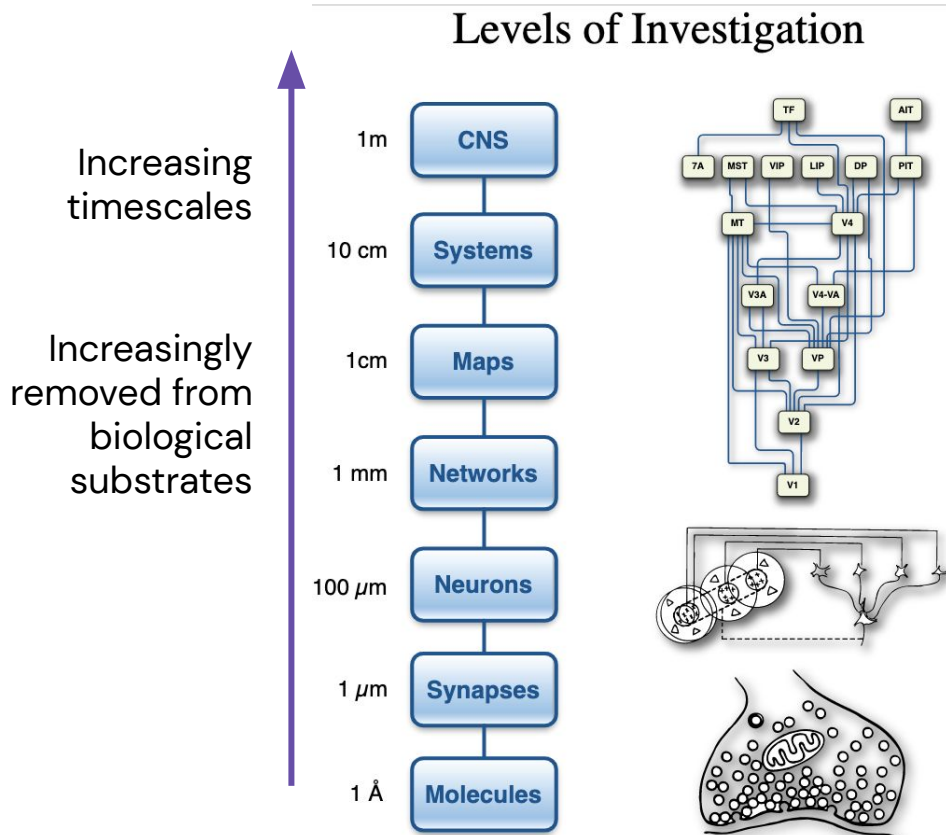 Levels of Investigation
Increasing
timescales
Increasingly
removed from
biological
substrates
1m
CNS
10 cm
Systems
1cm
Maps
1 mm
Networks
100 µm
Neurons
1 µm
Synapses
1 Å
Molecules
TF
AIT
7A
MST
VIP
LIP
DP
PIT
MT
V4
V3A
V4-VA
V3
VP
V2
V1